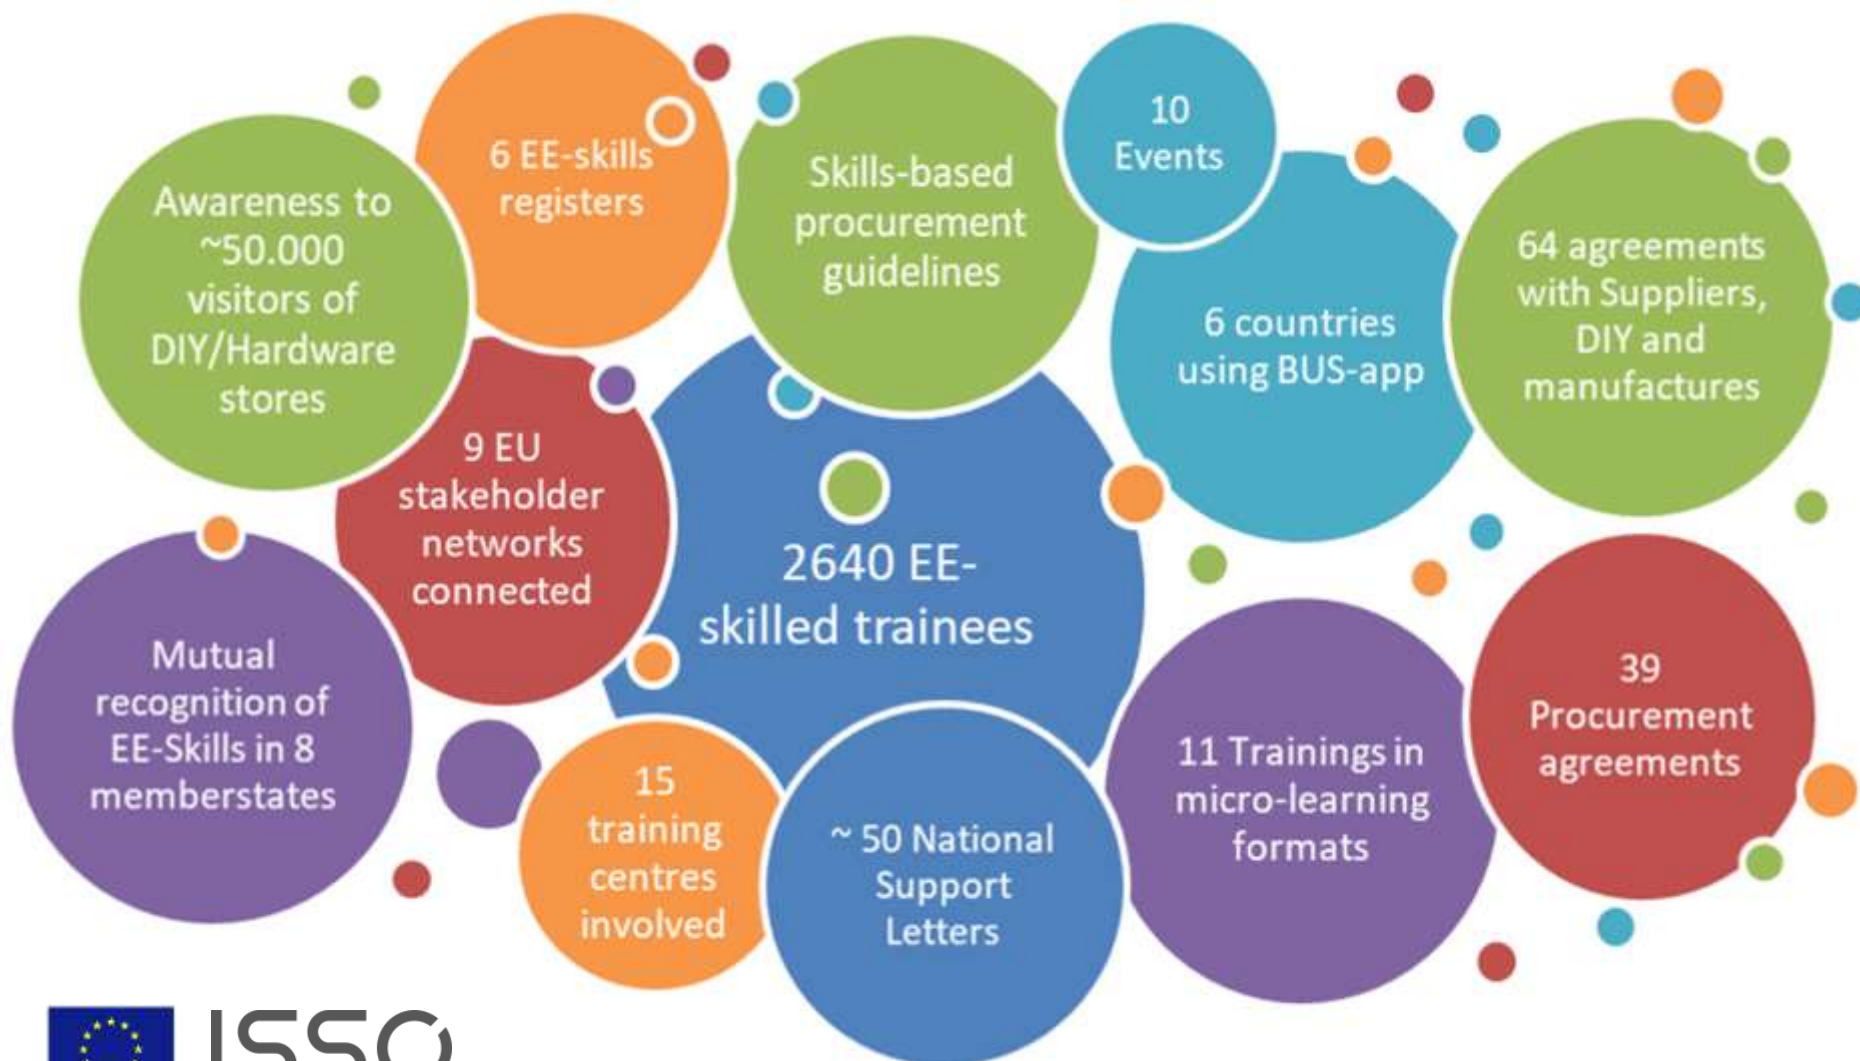 10
Events
6 EE-skills
registers
Skills-based
procurement
guidelines
Awareness to
~50.000
visitors of
DIY/Hardware
stores
64 agreements
with Suppliers,
DIY and
manufactures
6 countries
using BUS-app
9 EU
stakeholder
networks
connected
2640 EE-
skilled trainees
Mutual
recognition of
EE-Skills in 8
memberstates
39
Procurement
agreements
11 Trainings in
micro-learning
formats
15
training
centres
involved
~ 50 National
Support
Letters
ISSO